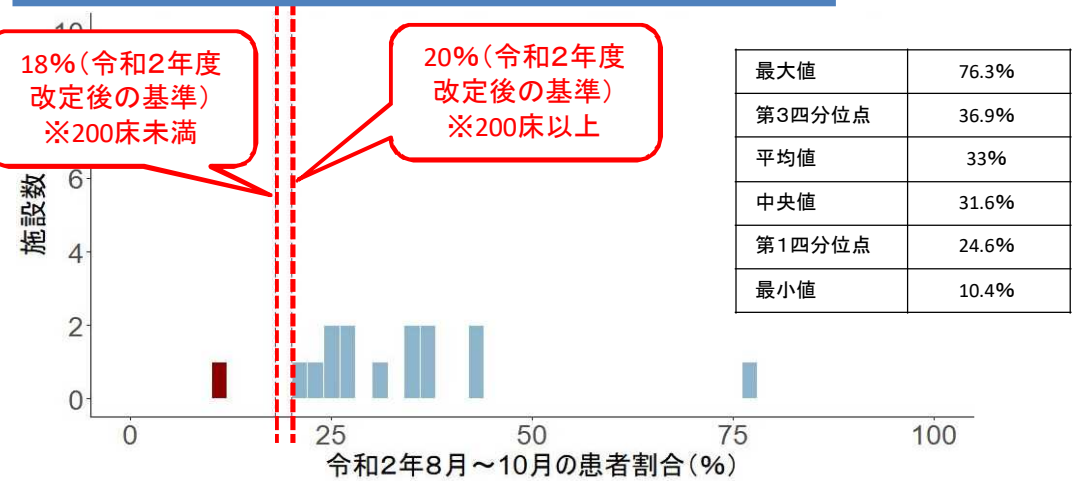 10
18%(令和2年度
改定後の基準)
※200床未満
20%(令和2年度
改定後の基準)
※200床以上
最大値 76.3%
第3四分位点 36.9%
平均値 33%
中央値 31.6%
第1四分位点 24.6%
最小値 10.4%
施設数
6
4
2
0
0 25 50 75 100
令和2年8月~10月の患者割合(%)